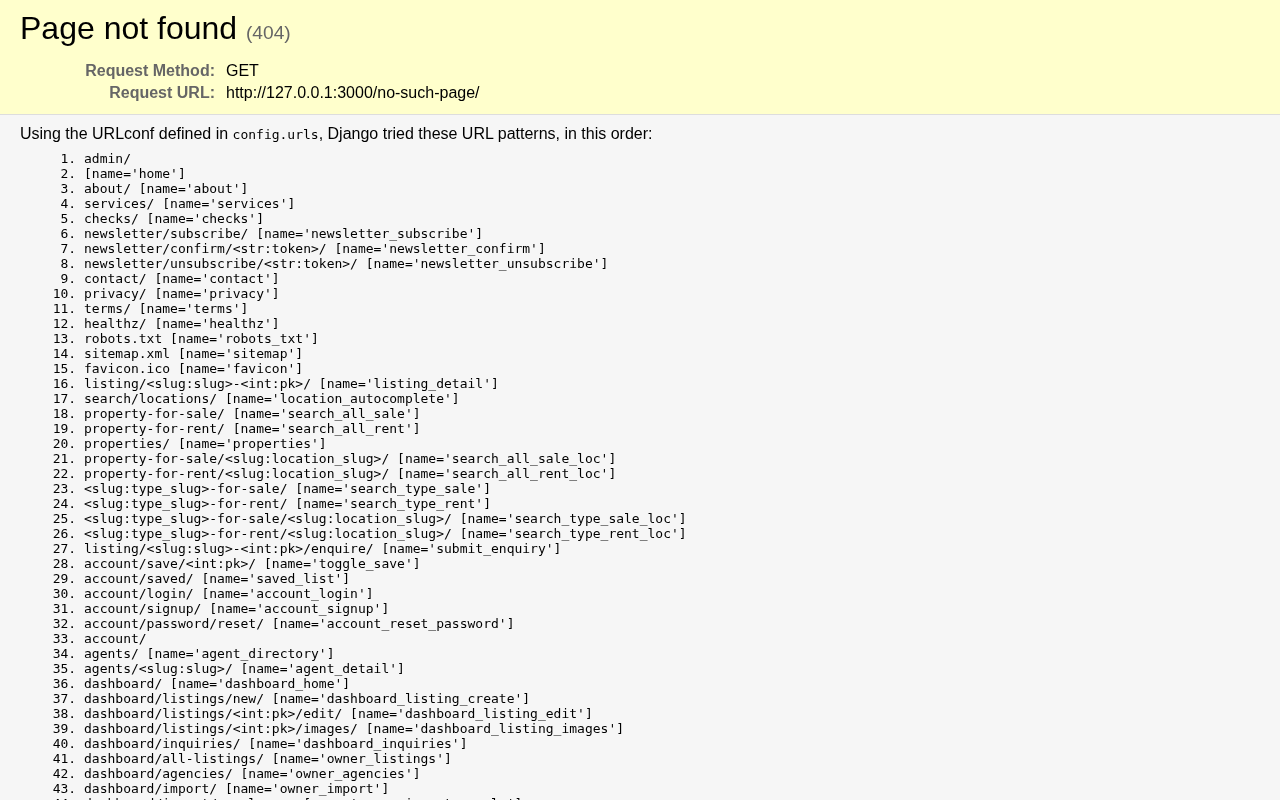 Page not found (404)
Request Method: GET
Request URL: http://127.0.0.1:3000/no-such-page/
Using the URLconf defined in config.urls, Django tried these URL patterns, in this order:
1. admin/
2. [name='home']
3. about/ [name='about']
4. services/ [name='services']
5. checks/ [name='checks']
6. newsletter/subscribe/ [name='newsletter_subscribe']
7. newsletter/confirm/<str:token>/ [name='newsletter_confirm']
8. newsletter/unsubscribe/<str:token>/ [name='newsletter_unsubscribe']
9. contact/ [name='contact']
10. privacy/ [name='privacy']
11. terms/ [name='terms']
12. healthz/ [name='healthz']
13. robots.txt [name='robots_txt']
14. sitemap.xml [name='sitemap']
15. favicon.ico [name='favicon']
16. listing/<slug:slug>-<int:pk>/ [name='listing_detail']
17. search/locations/ [name='location_autocomplete']
18. property-for-sale/ [name='search_all_sale']
19. property-for-rent/ [name='search_all_rent']
20. properties/ [name='properties']
21. property-for-sale/<slug:location_slug>/ [name='search_all_sale_loc']
22. property-for-rent/<slug:location_slug>/ [name='search_all_rent_loc']
23. <slug:type_slug>-for-sale/ [name='search_type_sale']
24. <slug:type_slug>-for-rent/ [name='search_type_rent']
25. <slug:type_slug>-for-sale/<slug:location_slug>/ [name='search_type_sale_loc']
26. <slug:type_slug>-for-rent/<slug:location_slug>/ [name='search_type_rent_loc']
27. listing/<slug:slug>-<int:pk>/enquire/ [name='submit_enquiry']
28. account/save/<int:pk>/ [name='toggle_save']
29. account/saved/ [name='saved_list']
30. account/login/ [name='account_login']
31. account/signup/ [name='account_signup']
32. account/password/reset/ [name='account_reset_password']
33. account/
34. agents/ [name='agent_directory']
35. agents/<slug:slug>/ [name='agent_detail']
36. dashboard/ [name='dashboard_home']
37. dashboard/listings/new/ [name='dashboard_listing_create']
38. dashboard/listings/<int:pk>/edit/ [name='dashboard_listing_edit']
39. dashboard/listings/<int:pk>/images/ [name='dashboard_listing_images']
40. dashboard/inquiries/ [name='dashboard_inquiries']
41. dashboard/all-listings/ [name='owner_listings']
42. dashboard/agencies/ [name='owner_agencies']
43. dashboard/import/ [name='owner_import']